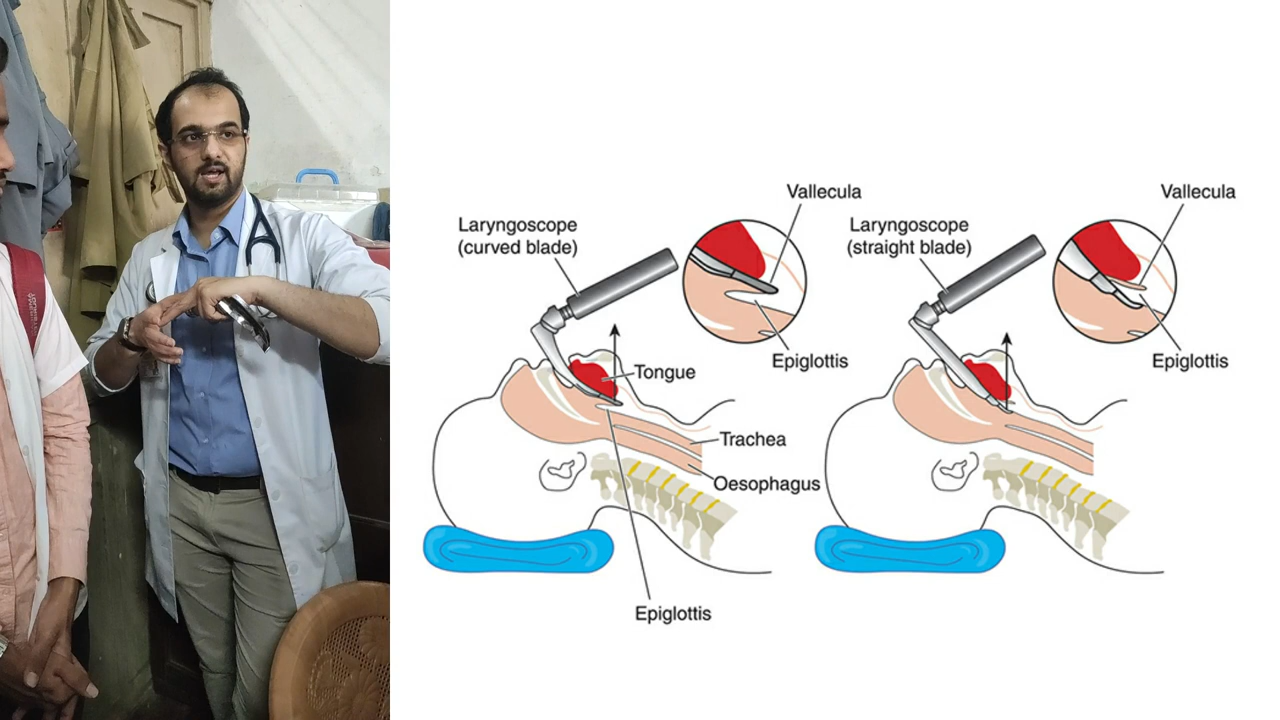 Vallecula
Laryngoscope
(curved blade)
Epiglottis
Tongue
Trachea
Oesophagus
Epiglottis
Vallecula
Laryngoscope
(straight blade)
Epiglottis